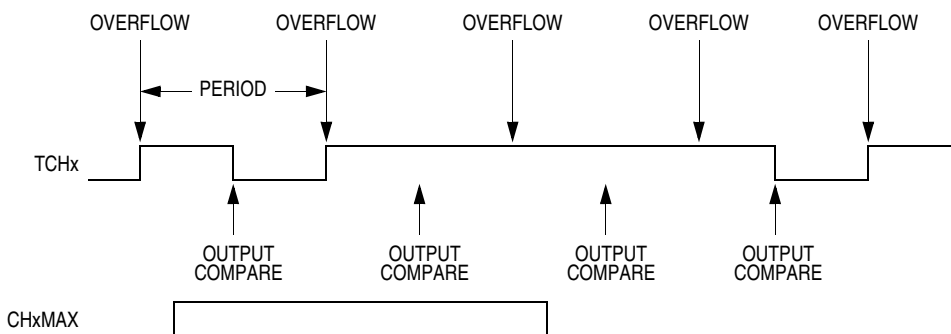 OVERFLOW OVERFLOW OVERFLOW OVERFLOW OVERFLOW
PERIOD
TCHx
OUTPUT COMPARE
OUTPUT COMPARE
OUTPUT COMPARE
OUTPUT COMPARE
CHxMAX